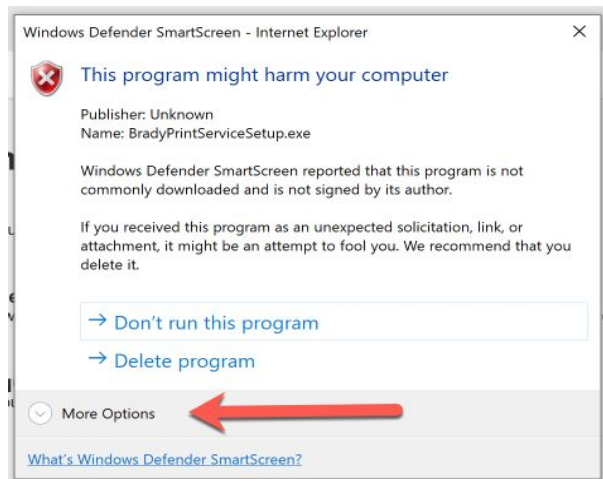 Windows Defender SmartScreen - Internet Explorer
This program might harm your computer
Publisher: Unknown
Name: BradyPrintServiceSetup.exe
Windows Defender SmartScreen reported that this program is not
commonly downloaded and is not signed by its author.
If you received this program as an unexpected solicitation, link, or
attachment, it might be an attempt to fool you. We recommend that you
delete it.
Don't run this program
Delete program
More Options
What's Windows Defender SmartScreen?